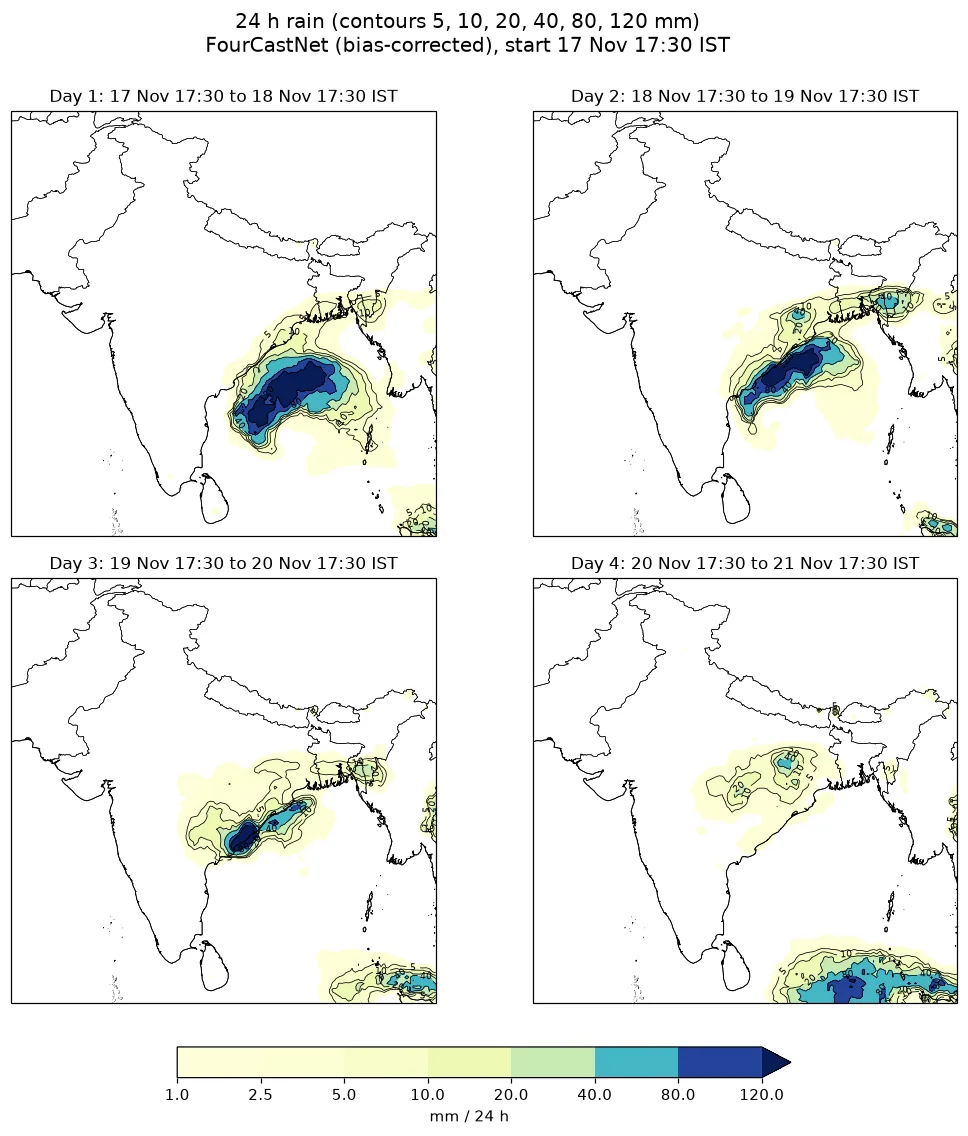 24 h rain (contours 5, 10, 20, 40, 80, 120 mm)
FourCastNet (bias-corrected), start 17 Nov 17:30 IST
Day 1: 17 Nov 17:30 to 18 Nov 17:30 IST
Day 2: 18 Nov 17:30 to 19 Nov 17:30 IST
Day 3: 19 Nov 17:30 to 20 Nov 17:30 IST
Day 4: 20 Nov 17:30 to 21 Nov 17:30 IST
1.0 2.5 5.0 10.0 20.0 40.0 80.0 120.0
mm / 24 h